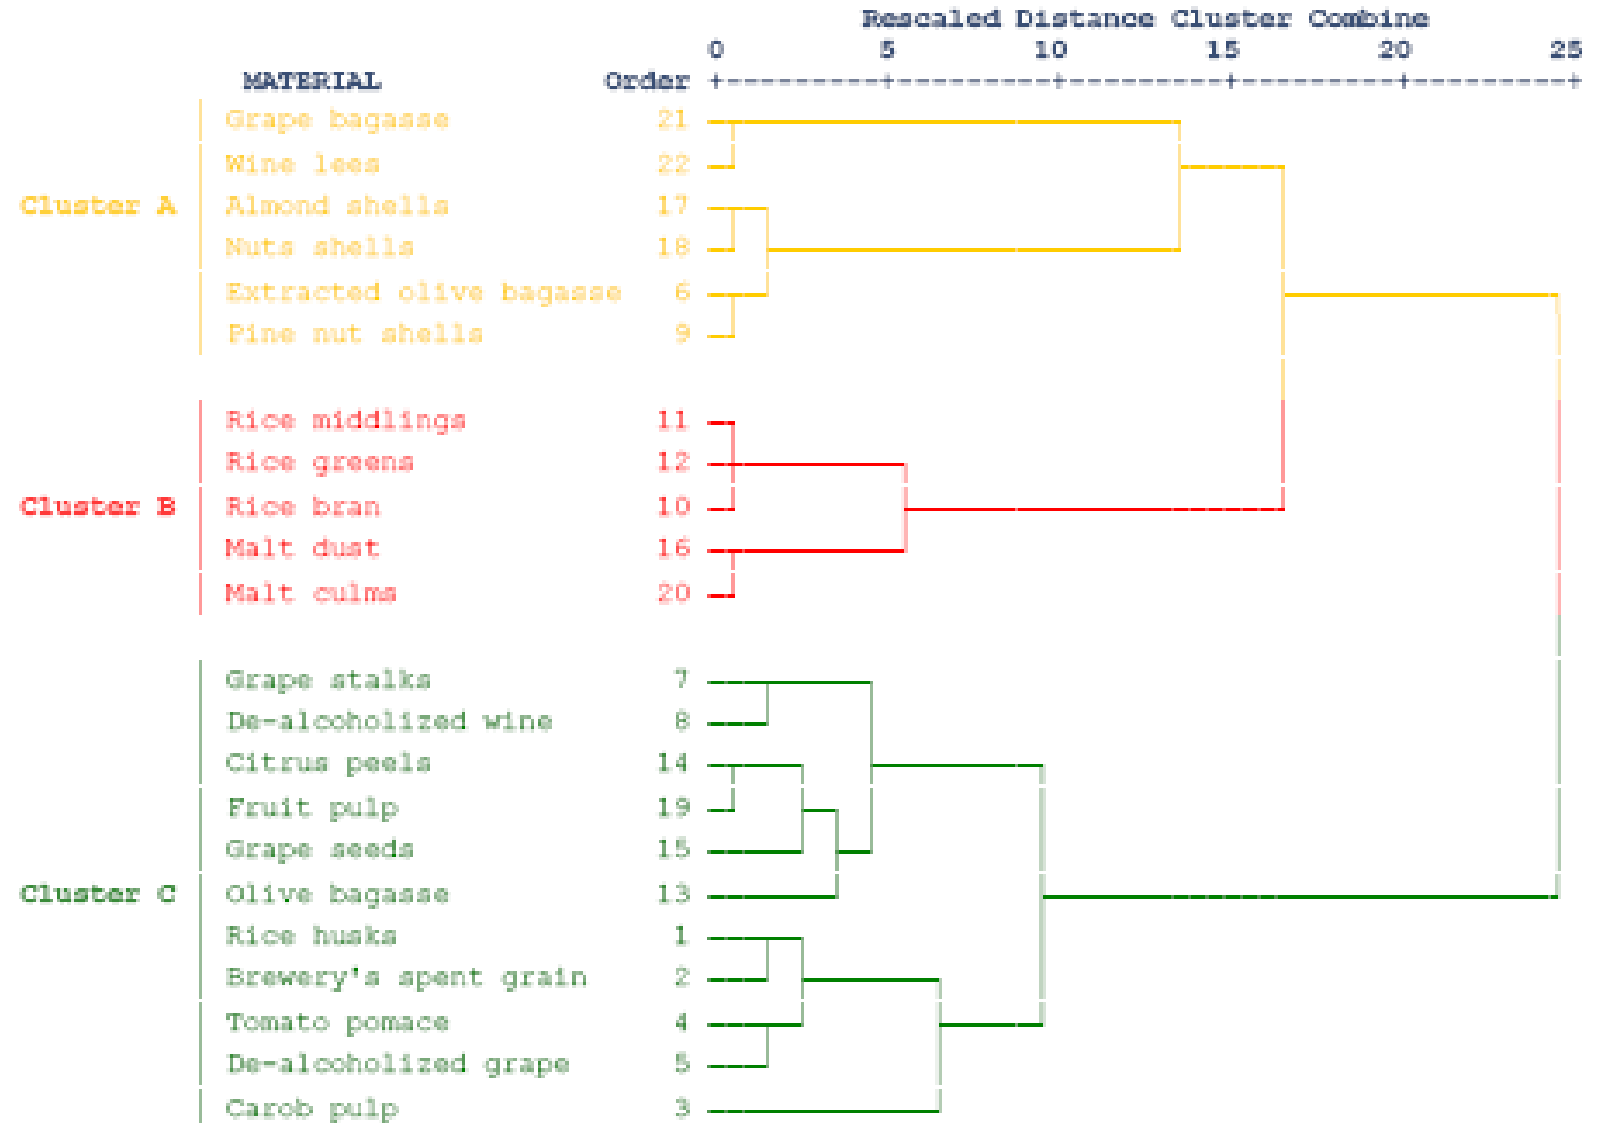 Rescaled Distance Cluster Combine
0 5 10 15 20 25
MATERIAL Order
Grape bagasse 21
Wine lees 22
Cluster A Almond shells 17
Nuts shells 18
Extracted olive bagasse 6
Pine nut shells 9
Rice middlings 11
Rice greens 12
Cluster B Rice bran 10
Malt dust 16
Malt culms 20
Grape stalks 7
De-alcoholized wine 8
Citrus peels 14
Fruit pulp 19
Grape seeds 15
Cluster C Olive bagasse 13
Rice husks 1
Brewery's spent grain 2
Tomato pomace 4
De-alcoholized grape 5
Carob pulp 3